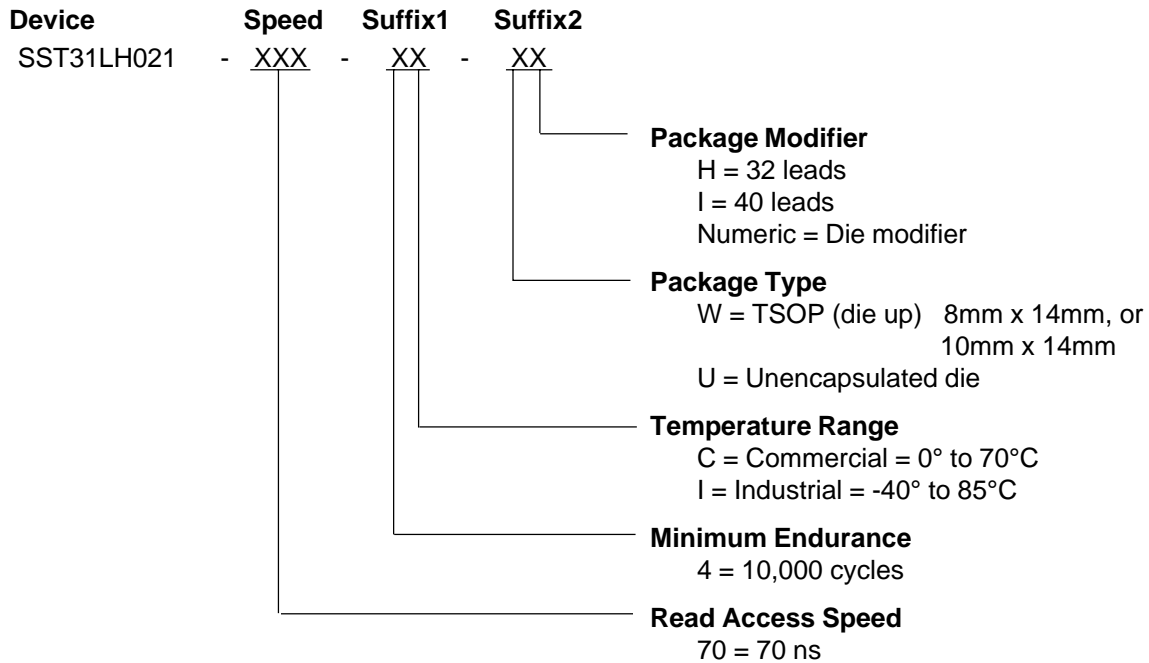 Device Speed Suffix1 Suffix2
SST31LH021 - XXX - XX - XX
Package Modifier
H = 32 leads
I = 40 leads
Numeric = Die modifier
Package Type
W = TSOP (die up) 8mm x 14mm, or
10mm x 14mm
U = Unencapsulated die
Temperature Range
C = Commercial = 0° to 70°C
I = Industrial = -40° to 85°C
Minimum Endurance
4 = 10,000 cycles
Read Access Speed
70 = 70 ns